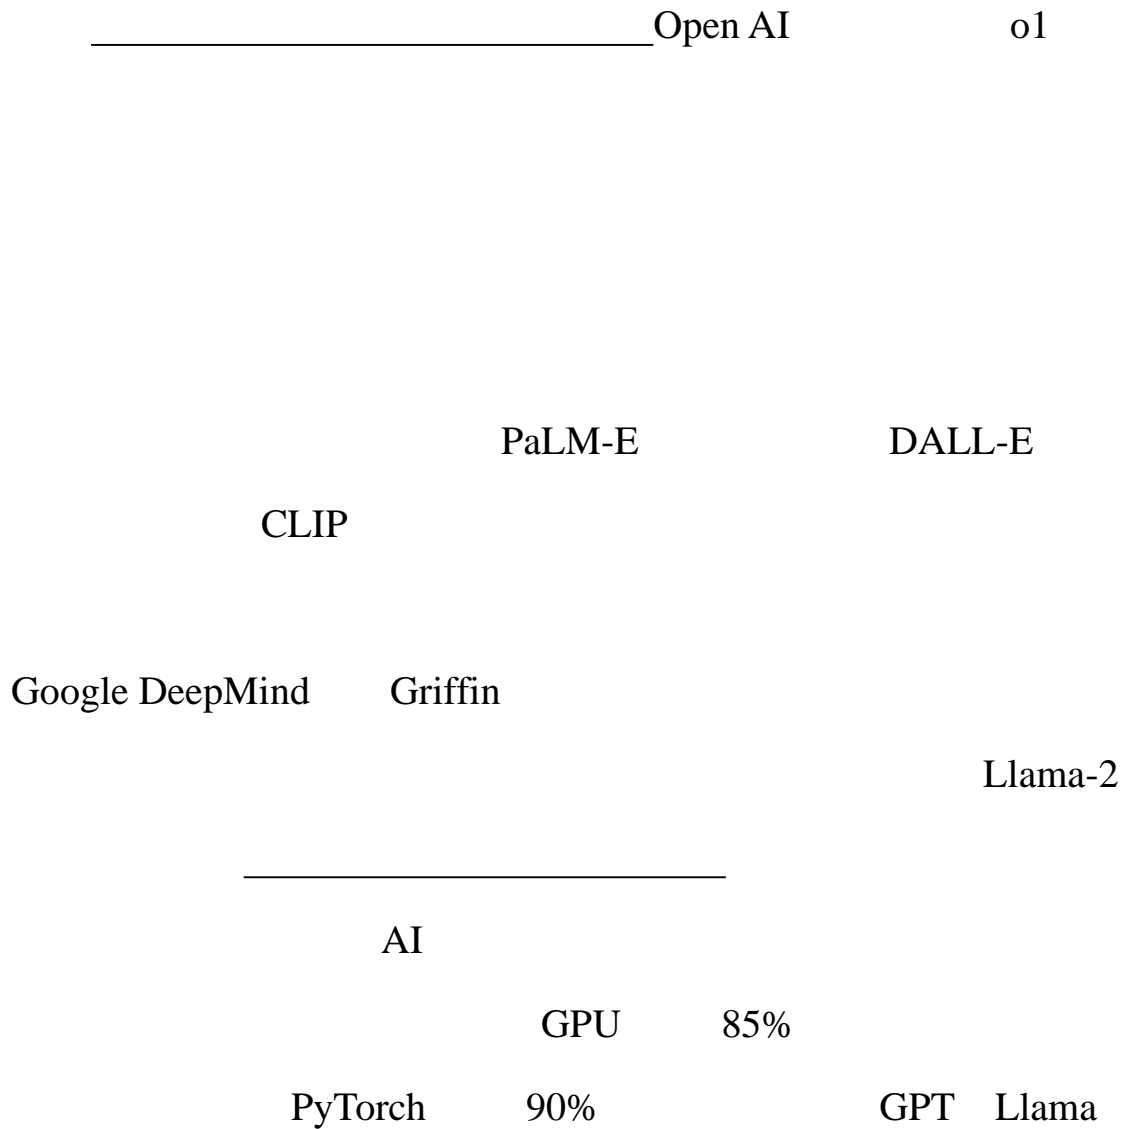 Open AI o1
PaLM-E DALL-E
CLIP
Google DeepMind Griffin
Llama-2
AI
GPU 85%
PyTorch 90% GPT Llama